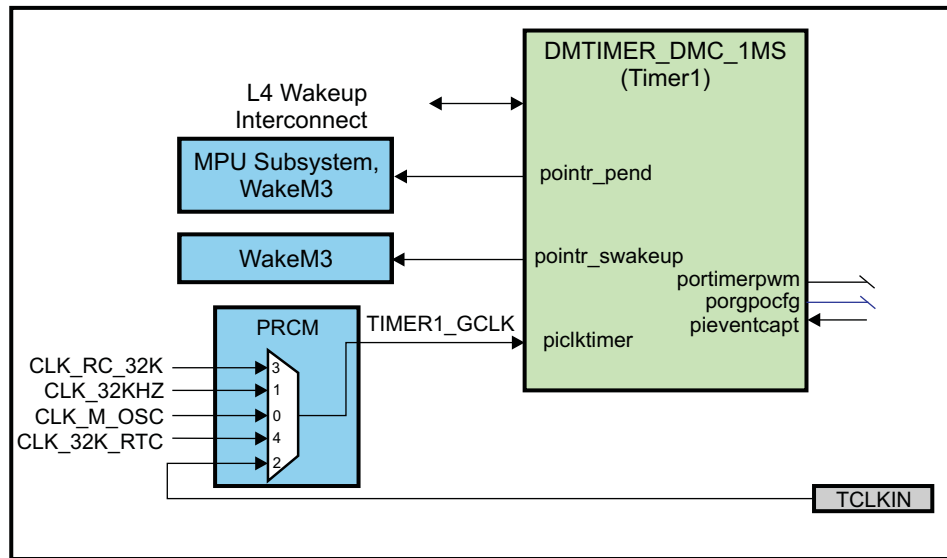 DMTIMER_DMC_1MS
(Timer1)
L4 Wakeup
Interconnect
MPU Subsystem,
WakeM3
pointr_pend
WakeM3
pointr_swakeup
portimerpwm
porgpocfg
pieventcapt
PRCM
TIMER1_GCLK
piclktimer
CLK_RC_32K
3
CLK_32KHZ
1
CLK_M_OSC
0
CLK_32K_RTC
4
2
TCLKIN